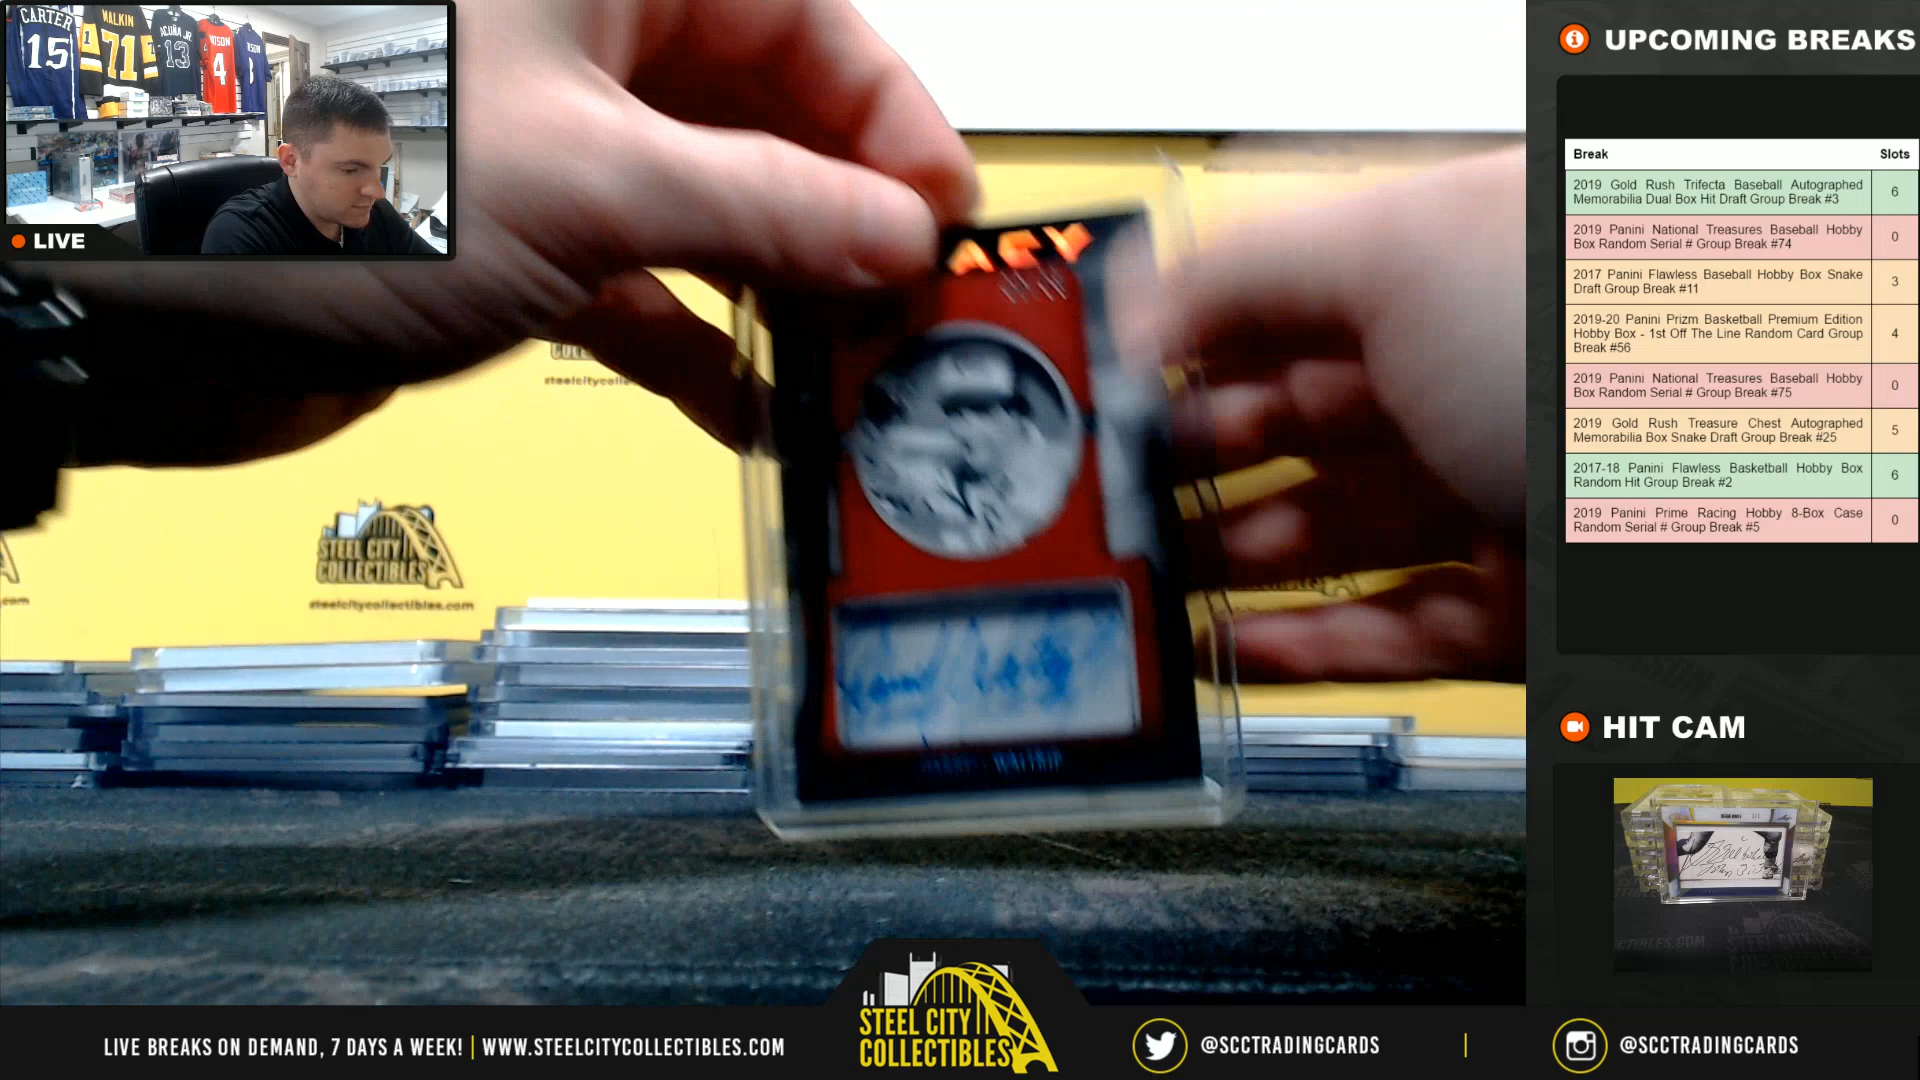 CARTER
15
MALKIN
71
ACUÑA JR
13
4
LIVE
UPCOMING BREAKS
Break Slots
2019 Gold Rush Trifecta Baseball Autographed
Memorabilia Dual Box Hit Draft Group Break #3
6
2019 Panini National Treasures Baseball Hobby
Box Random Serial # Group Break #74
0
2017 Panini Flawless Baseball Hobby Box Snake
Draft Group Break #11
3
2019-20 Panini Prizm Basketball Premium Edition
Hobby Box - 1st Off The Line Random Card Group
Break #56
4
2019 Panini National Treasures Baseball Hobby
Box Random Serial # Group Break #75
0
2019 Gold Rush Treasure Chest Autographed
Memorabilia Box Snake Draft Group Break #25
5
2017-18 Panini Flawless Basketball Hobby Box
Random Hit Group Break #2
6
2019 Panini Prime Racing Hobby 8-Box Case
Random Serial # Group Break #5
0
STEEL CITY
COLLECTIBLES
steelcitycollectibles.com
HIT CAM
LIVE BREAKS ON DEMAND, 7 DAYS A WEEK! | WWW.STEELCITYCOLLECTIBLES.COM
STEEL CITY
COLLECTIBLES
@SCCTRADINGCARDS | @SCCTRADINGCARDS